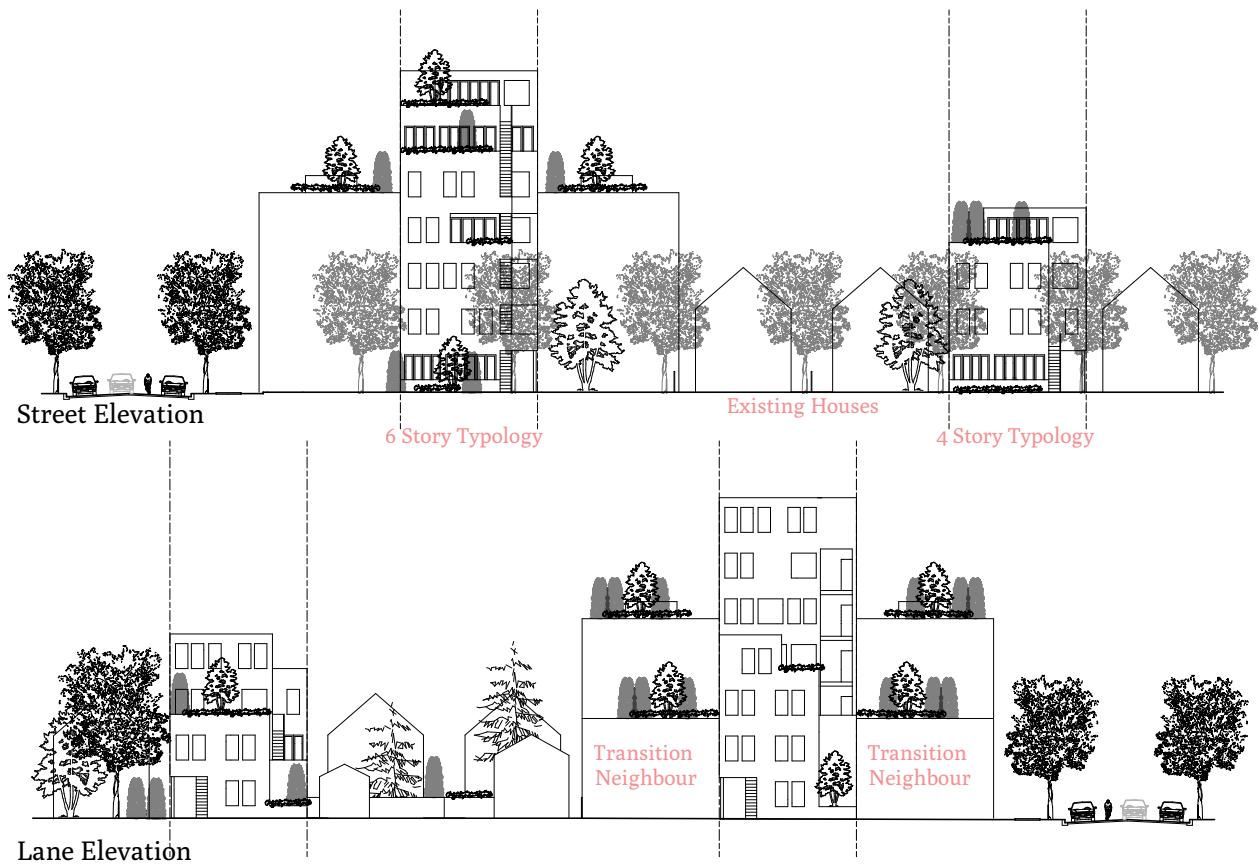 Existing Houses
Street Elevation
6 Story Typology
4 Story Typology
Transition
Neighbour
Transition
Neighbour
Lane Elevation